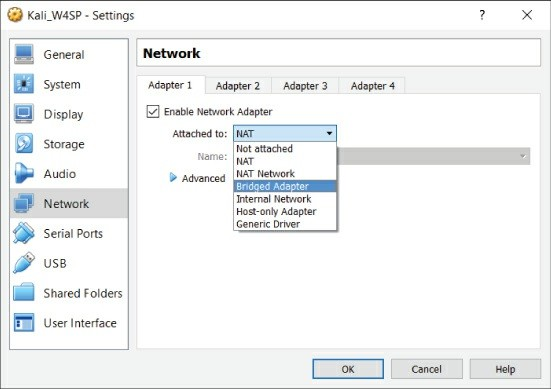 Kali_W4SP - Settings
?
General
System
Display
Storage
Audio
Network
Serial Ports
USB
Shared Folders
User Interface
Network
Adapter 1 Adapter 2 Adapter 3 Adapter 4
Enable Network Adapter
Attached to: NAT
Not attached
NAT
NAT Network
Bridged Adapter
Internal Network
Host-only Adapter
Generic Driver
Name:
Advanced
OK Cancel Help